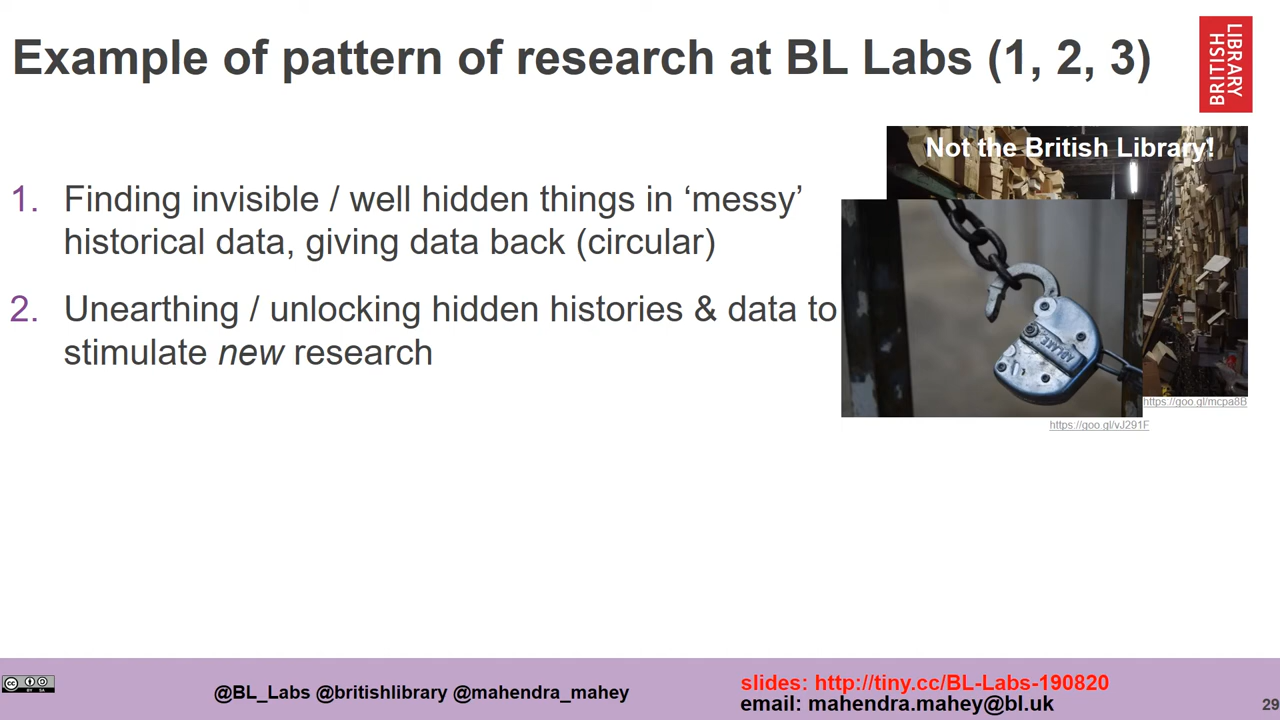 Example of pattern of research at BL Labs (1, 2, 3)
BRITISH
LIBRARY
Not the British Library!
1. Finding invisible / well hidden things in ‘messy’
historical data, giving data back (circular)
2. Unearthing / unlocking hidden histories & data to
stimulate new research
https://goo.gl/mcpa8B
https://goo.gl/vJ291F
@BL_Labs @britishlibrary @mahendra_mahey
slides: http://tiny.cc/BL-Labs-190820
email: mahendra.mahey@bl.uk
29
cc
BY SA